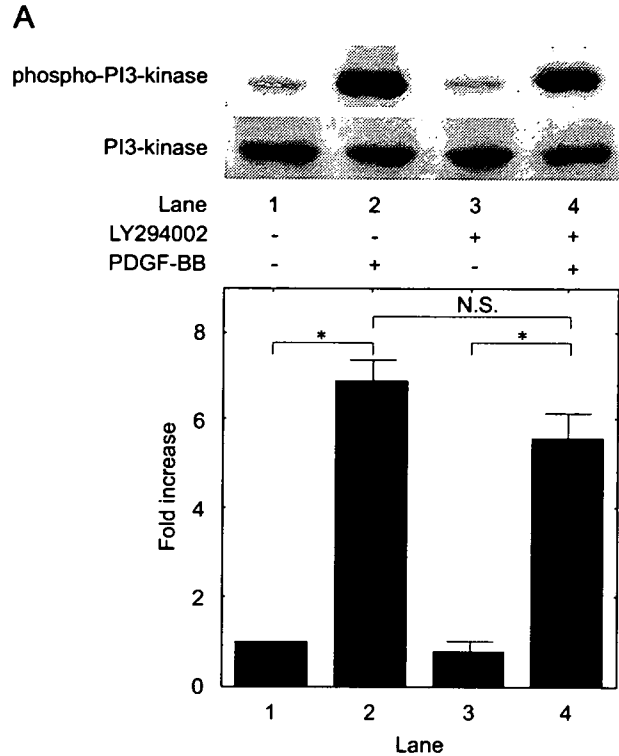 A
phospho-PI3-kinase
PI3-kinase
Lane 1 2 3 4
LY294002 - - + +
PDGF-BB - + - +
N.S.
* *
8
6
4
2
0
Fold increase
1 2 3 4
Lane